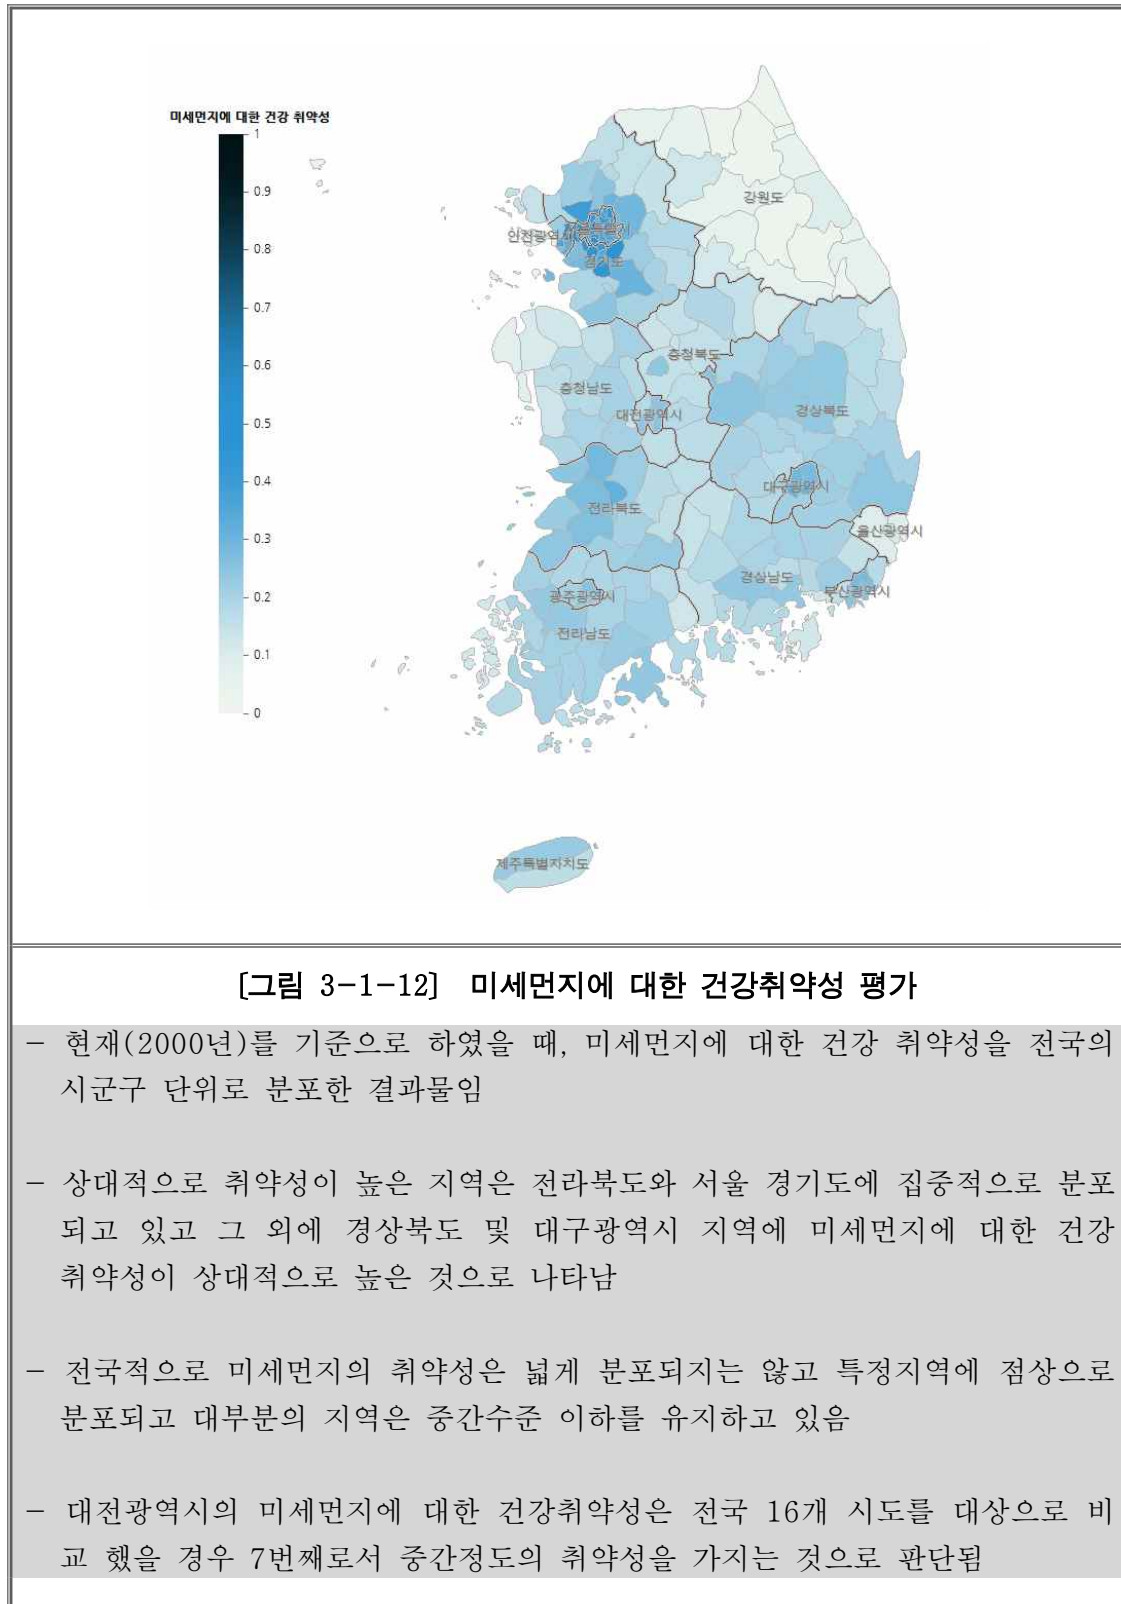 미세먼지에 대한 건강 취약성
1
0.9
0.8
0.7
0.6
0.5
0.4
0.3
0.2
0.1
0
강원도
인천광역시
서울특별시
경기도
충청북도
충청남도
대전광역시
경상북도
대구광역시
전라북도
울산광역시
경상남도
부산광역시
광주광역시
전라남도
제주특별자치도
[그림 3-1-12] 미세먼지에 대한 건강취약성 평가
- 현재(2000년)를 기준으로 하였을 때, 미세먼지에 대한 건강 취약성을 전국의
시군구 단위로 분포한 결과물임
- 상대적으로 취약성이 높은 지역은 전라북도와 서울 경기도에 집중적으로 분포
되고 있고 그 외에 경상북도 및 대구광역시 지역에 미세먼지에 대한 건강
취약성이 상대적으로 높은 것으로 나타남
- 전국적으로 미세먼지의 취약성은 넓게 분포되지는 않고 특정지역에 점상으로
분포되고 대부분의 지역은 중간수준 이하를 유지하고 있음
- 대전광역시의 미세먼지에 대한 건강취약성은 전국 16개 시도를 대상으로 비
교 했을 경우 7번째로서 중간정도의 취약성을 가지는 것으로 판단됨